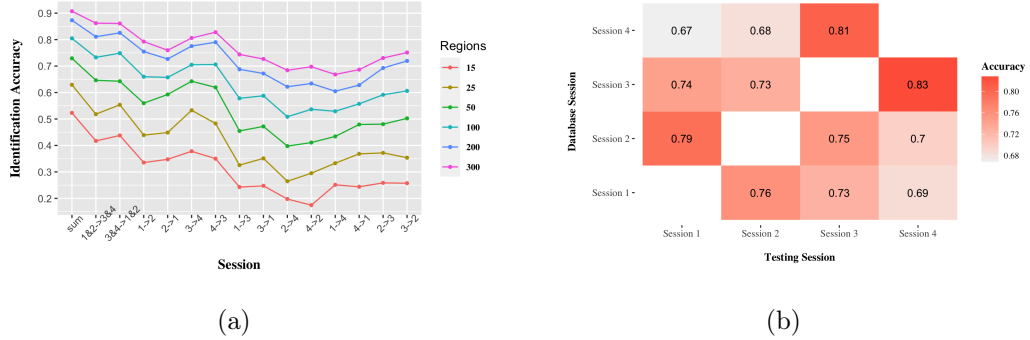 0.9
0.8
0.7
0.6
0.5
0.4
0.3
0.2
Identification Accuracy
sum
1&2->3&4
3&4->1&2
1->2
2->1
3->4
4->3
1->3
3->1
2->4
4->2
1->4
4->1
2->3
3->2
Session
Regions
15
25
50
100
200
300
(a)
Database Session
Session 4
0.67 0.68 0.81
Session 3
0.74 0.73 0.83
Session 2
0.79 0.75 0.7
Session 1
0.76 0.73 0.69
Session 1 Session 2 Session 3 Session 4
Testing Session
Accuracy
0.80
0.76
0.72
0.68
(b)